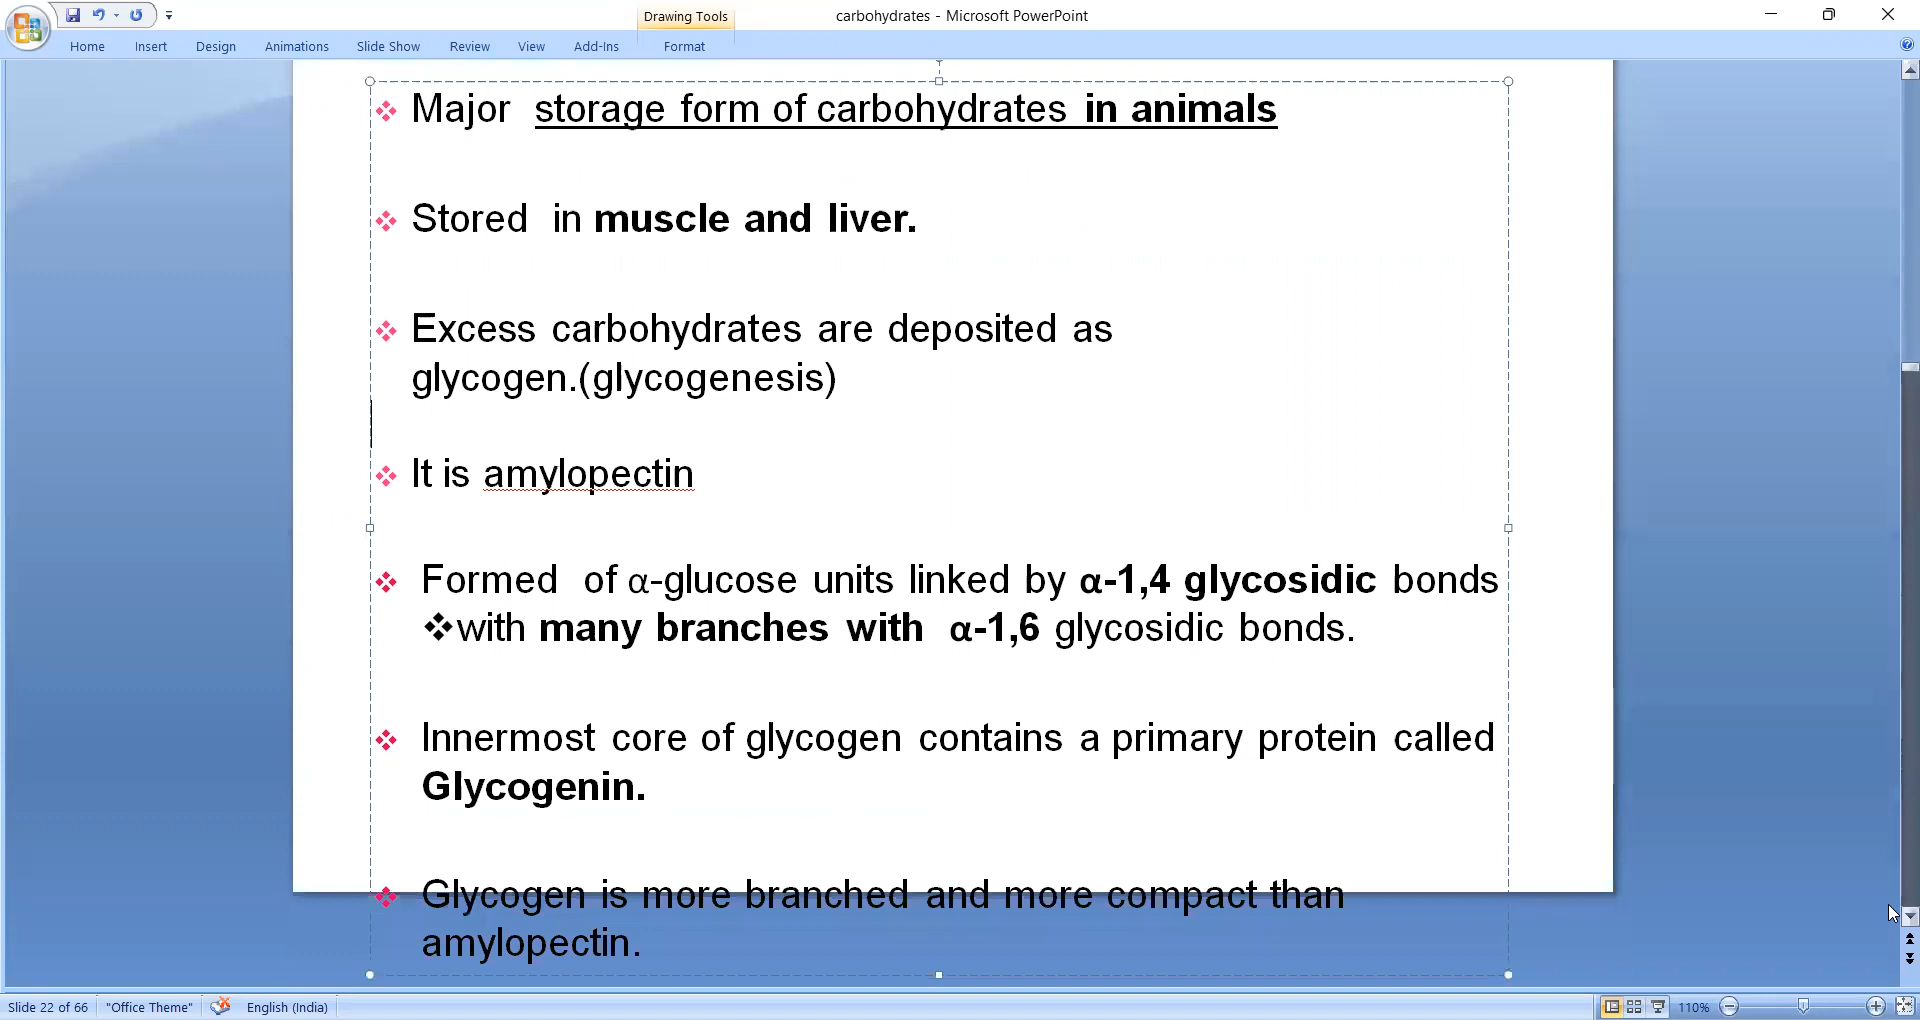 Drawing Tools
carbohydrates - Microsoft PowerPoint
Home Insert Design Animations Slide Show Review View Add-Ins Format
Major storage form of carbohydrates in animals
Stored in muscle and liver.
Excess carbohydrates are deposited as
glycogen.(glycogenesis)
It is amylopectin
Formed of α-glucose units linked by α-1,4 glycosidic bonds
❖with many branches with α-1,6 glycosidic bonds.
Innermost core of glycogen contains a primary protein called
Glycogenin.
Glycogen is more branched and more compact than
amylopectin.
Slide 22 of 66 "Office Theme" English (India) 110%